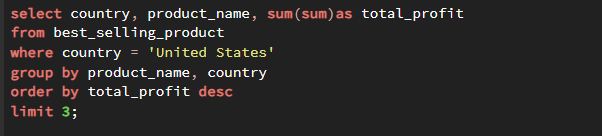 select country, product_name, sum(sum)as total_profit
from best_selling_product
where country = 'United States'
group by product_name, country
order by total_profit desc
limit 3;